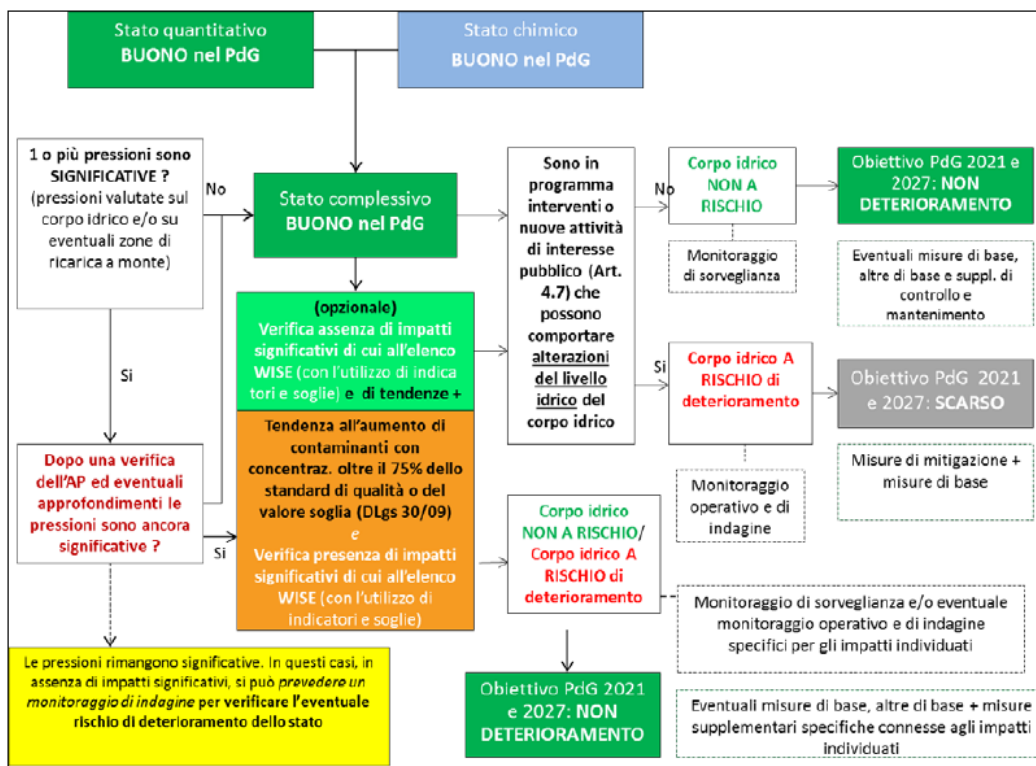 Stato quantitativo
BUONO nel PdG
Stato chimico
BUONO nel PdG
1 o più pressioni sono
SIGNIFICATIVE ?
(pressioni valutate sul
corpo idrico e/o su
eventuali zone di
ricarica a monte)
No
Stato complessivo
BUONO nel PdG
Sono in
programma
interventi o
nuove attività
di interesse
pubblico (Art.
4.7) che
possono
comportare
alterazioni
del livello
idrico del
corpo idrico
No
Corpo idrico
NON A
RISCHIO
Obiettivo PdG 2021 e
2027: NON
DETERIORAMENTO
Monitoraggio
di sorveglianza
Eventuali misure di base,
altre di base e suppl. di
controllo e
mantenimento
(opzionale)
Verifica assenza di impatti
significativi di cui all'elenco
WISE (con l'utilizzo di indica
tori e soglie) e di tendenze +
Si
Si
Corpo idrico A
RISCHIO di
deterioramento
Obiettivo PdG 2021
e 2027: SCARSO
Monitoraggio
operativo e di
indagine
Misure di mitigazione +
misure di base
Dopo una verifica
dell'AP ed eventuali
approfondimenti le
pressioni sono ancora
significative ?
Si
Tendenza all'aumento di
contaminanti con
concentraz. oltre il 75% dello
standard di qualità o del
valore soglia (DLgs 30/09)
e
Verifica presenza di impatti
significativi di cui all'elenco
WISE (con l'utilizzo di
indicatori e soglie)
Corpo idrico
NON A RISCHIO/
Corpo idrico A
RISCHIO di
deterioramento
Monitoraggio di sorveglianza e/o eventuale
monitoraggio operativo e di indagine
specifici per gli impatti individuati
Le pressioni rimangono significative. In questi casi, in
assenza di impatti significativi, si può prevedere un
monitoraggio di indagine per verificare l'eventuale
rischio di deterioramento dello stato
Obiettivo PdG 2021
e 2027: NON
DETERIORAMENTO
Eventuali misure di base, altre di base + misure
supplementari specifiche connesse agli impatti
individuati